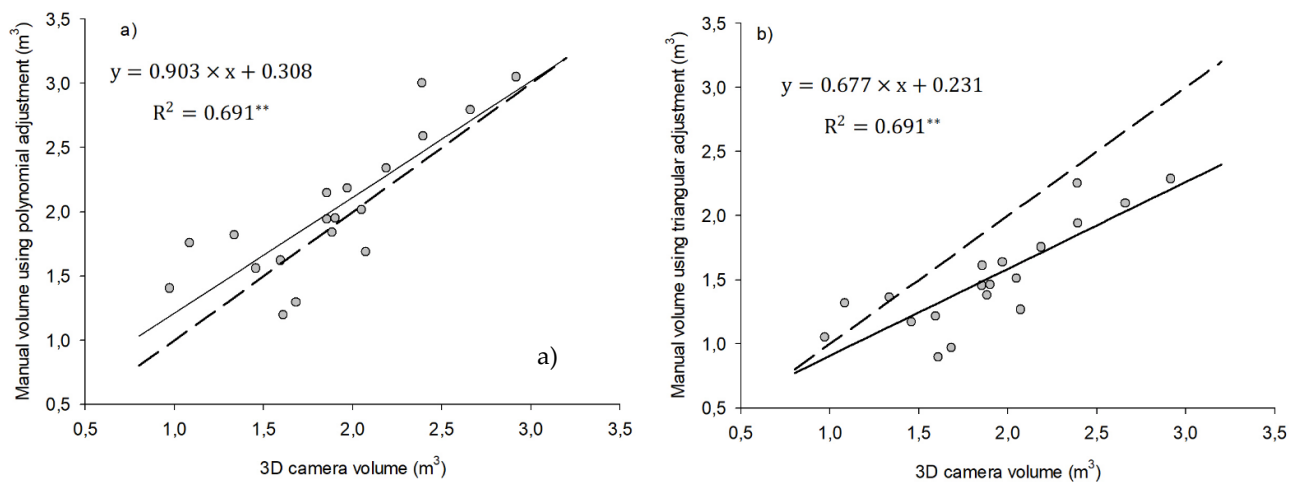 3,5
3,0
2,5
2,0
1,5
1,0
0,5
Manual volume using polynomial adjustment (m³)
a)
y = 0.903 × x + 0.308
R² = 0.691**
a)
0,5 1,0 1,5 2,0 2,5 3,0 3,5
3D camera volume (m³)
3,5
3,0
2,5
2,0
1,5
1,0
0,5
Manual volume using triangular adjustment (m³)
b)
y = 0.677 × x + 0.231
R² = 0.691**
0,5 1,0 1,5 2,0 2,5 3,0 3,5
3D camera volume (m³)